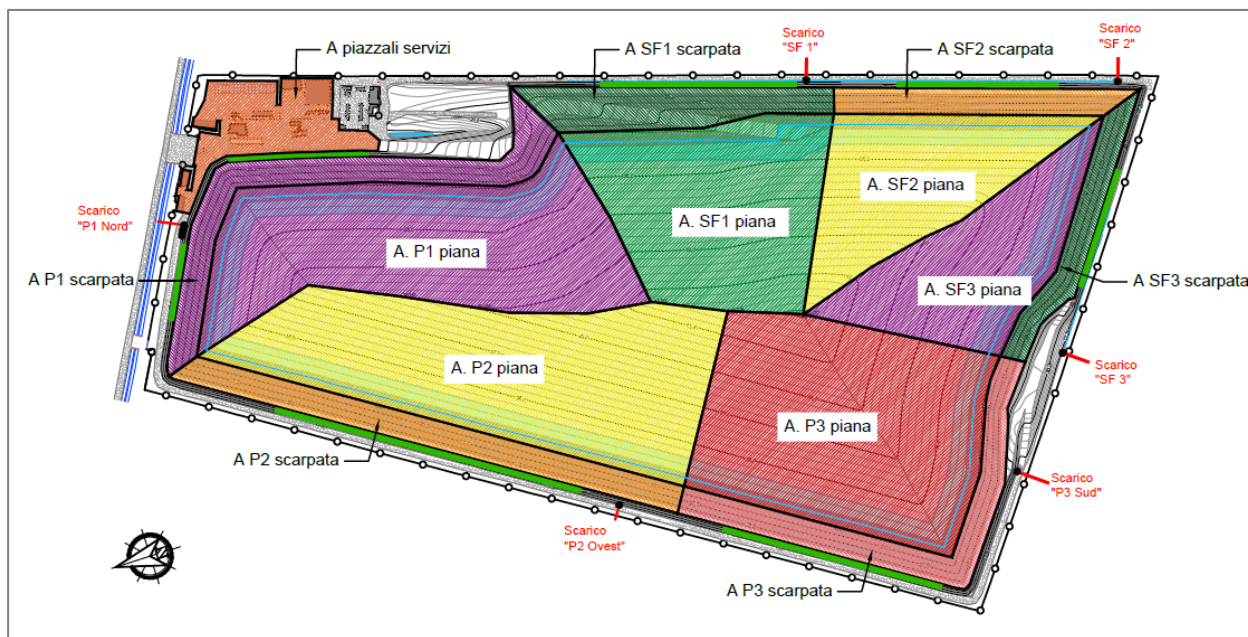 A piazzali servizi
A SF1 scarpata
Scarico
"SF 1"
A SF2 scarpata
Scarico
"SF 2"
A. SF2 piana
A. SF1 piana
Scarico
"P1 Nord"
A. P1 piana
A P1 scarpata
A. SF3 piana
A SF3 scarpata
Scarico
"SF 3"
A. P2 piana
A. P3 piana
A P2 scarpata
Scarico
"P3 Sud"
Scarico
"P2 Ovest"
A P3 scarpata